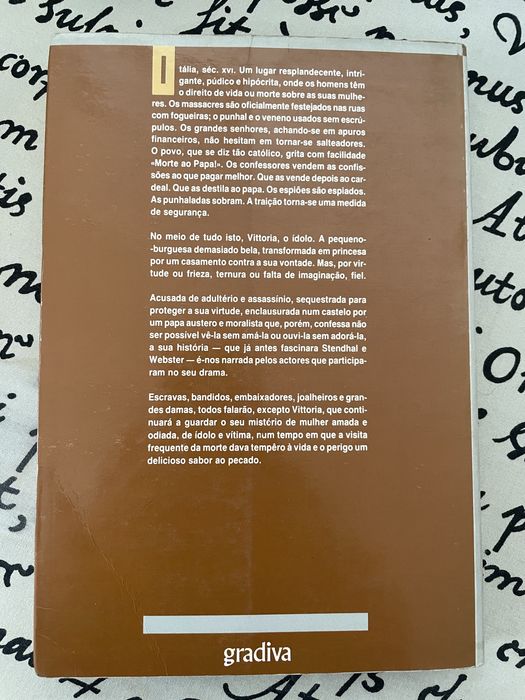 Itália, séc. XVI. Um lugar resplandecente, intri-
gante, púdico e hipócrita, onde os homens têm
o direito de vida ou morte sobre as suas mulhe-
res. Os massacres são oficialmente festejados nas ruas
com fogueiras; o punhal e o veneno usados sem escrú-
pulos. Os grandes senhores, achando-se em apuros
financeiros, não hesitam em tornar-se salteadores.
O povo, que se diz tão católico, grita com facilidade
«Morte ao Papa!». Os confessores vendem as confis-
sões ao que pagar melhor. Que as vende depois ao car-
deal. Que as destila ao papa. Os espiões são espiados.
As punhaladas sobram. A traição torna-se uma medida
de segurança.
No meio de tudo isto, Vittoria, o ídolo. A pequeno-
-burguesa demasiado bela, transformada em princesa
por um casamento contra a sua vontade. Mas, por vir-
tude ou frieza, ternura ou falta de imaginação, fiel.
Acusada de adultério e assassínio, sequestrada para
proteger a sua virtude, enclausurada num castelo por
um papa austero e moralista que, porém, confessa não
ser possível vê-la sem amá-la ou ouvi-la sem adorá-la,
a sua história — que já antes fascinara Stendhal e
Webster — é-nos narrada pelos actores que participa-
ram no seu drama.
Escravas, bandidos, embaixadores, joalheiros e gran-
des damas, todos falarão, excepto Vittoria, que conti-
nuará a guardar o seu mistério de mulher amada e
odiada, de ídolo e vítima, num tempo em que a visita
frequente da morte dava tempêro à vida e o perigo um
delicioso sabor ao pecado.
gradiva